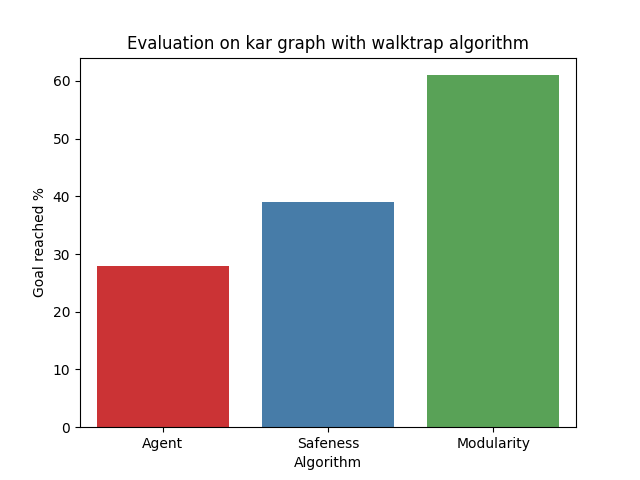 Evaluation on kar graph with walktrap algorithm
Goal reached %
60
50
40
30
20
10
0
Agent
Safeness
Modularity
Algorithm